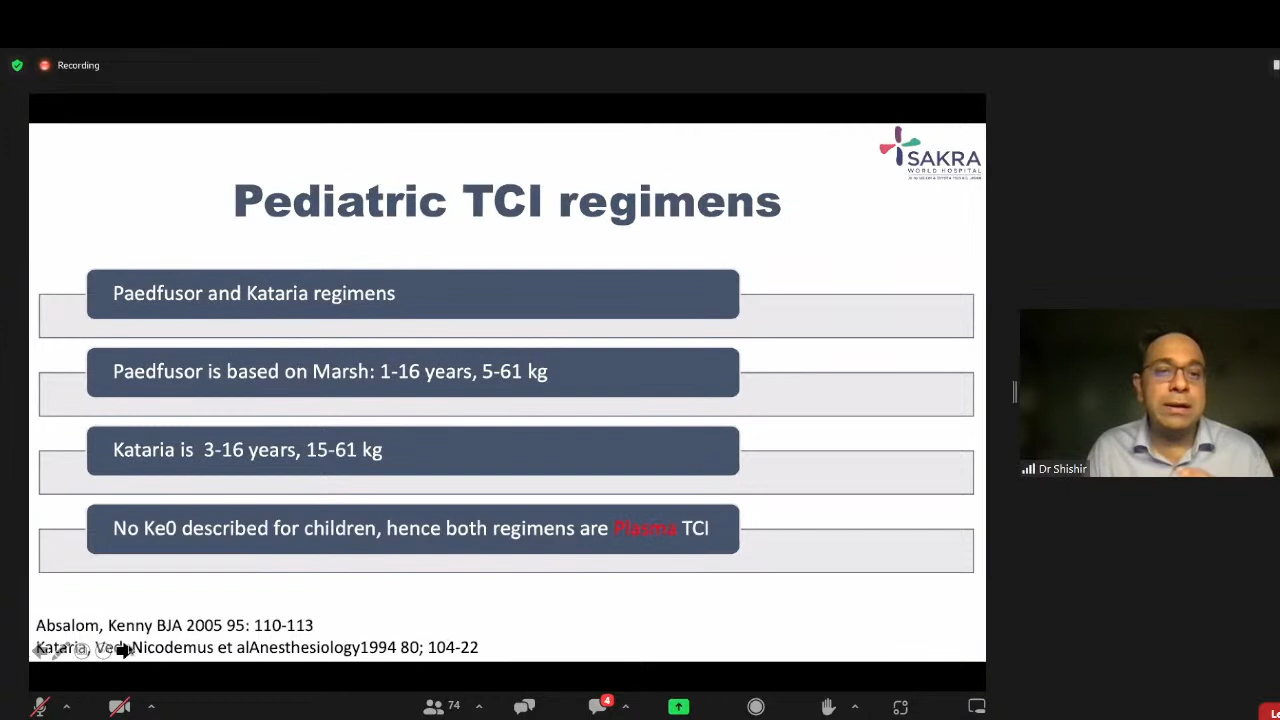 Recording
SAKRA
WORLD HOSPITAL
Pediatric TCI regimens
Paedfusor and Kataria regimens
Paedfusor is based on Marsh: 1-16 years, 5-61 kg
Kataria is 3-16 years, 15-61 kg
No Ke0 described for children, hence both regimens are Plasma TCI
Dr Shishir
Absalom, Kenny BJA 2005 95: 110-113
Kataria, Ved, Nicodemus et alAnesthesiology1994 80; 104-22
74
4